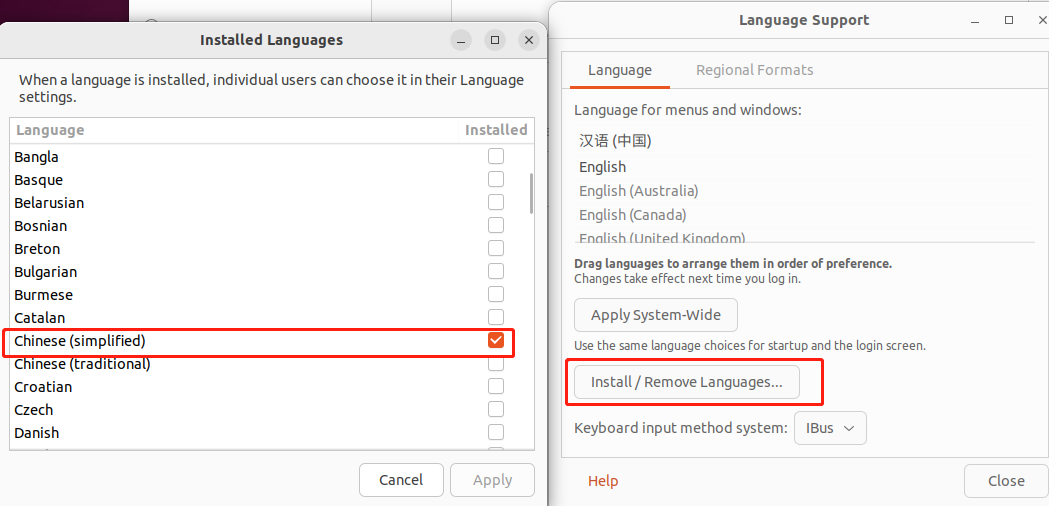 Installed Languages
When a language is installed, individual users can choose it in their Language
settings.
Language Installed
Bangla
Basque
Belarusian
Bosnian
Breton
Bulgarian
Burmese
Catalan
Chinese (simplified)
Chinese (traditional)
Croatian
Czech
Danish
Cancel Apply
Language Support
Language Regional Formats
Language for menus and windows:
汉语 (中国)
English
English (Australia)
English (Canada)
English (United Kingdom)
Drag languages to arrange them in order of preference.
Changes take effect next time you log in.
Apply System-Wide
Use the same language choices for startup and the login screen.
Install / Remove Languages...
Keyboard input method system: IBus
Help Close